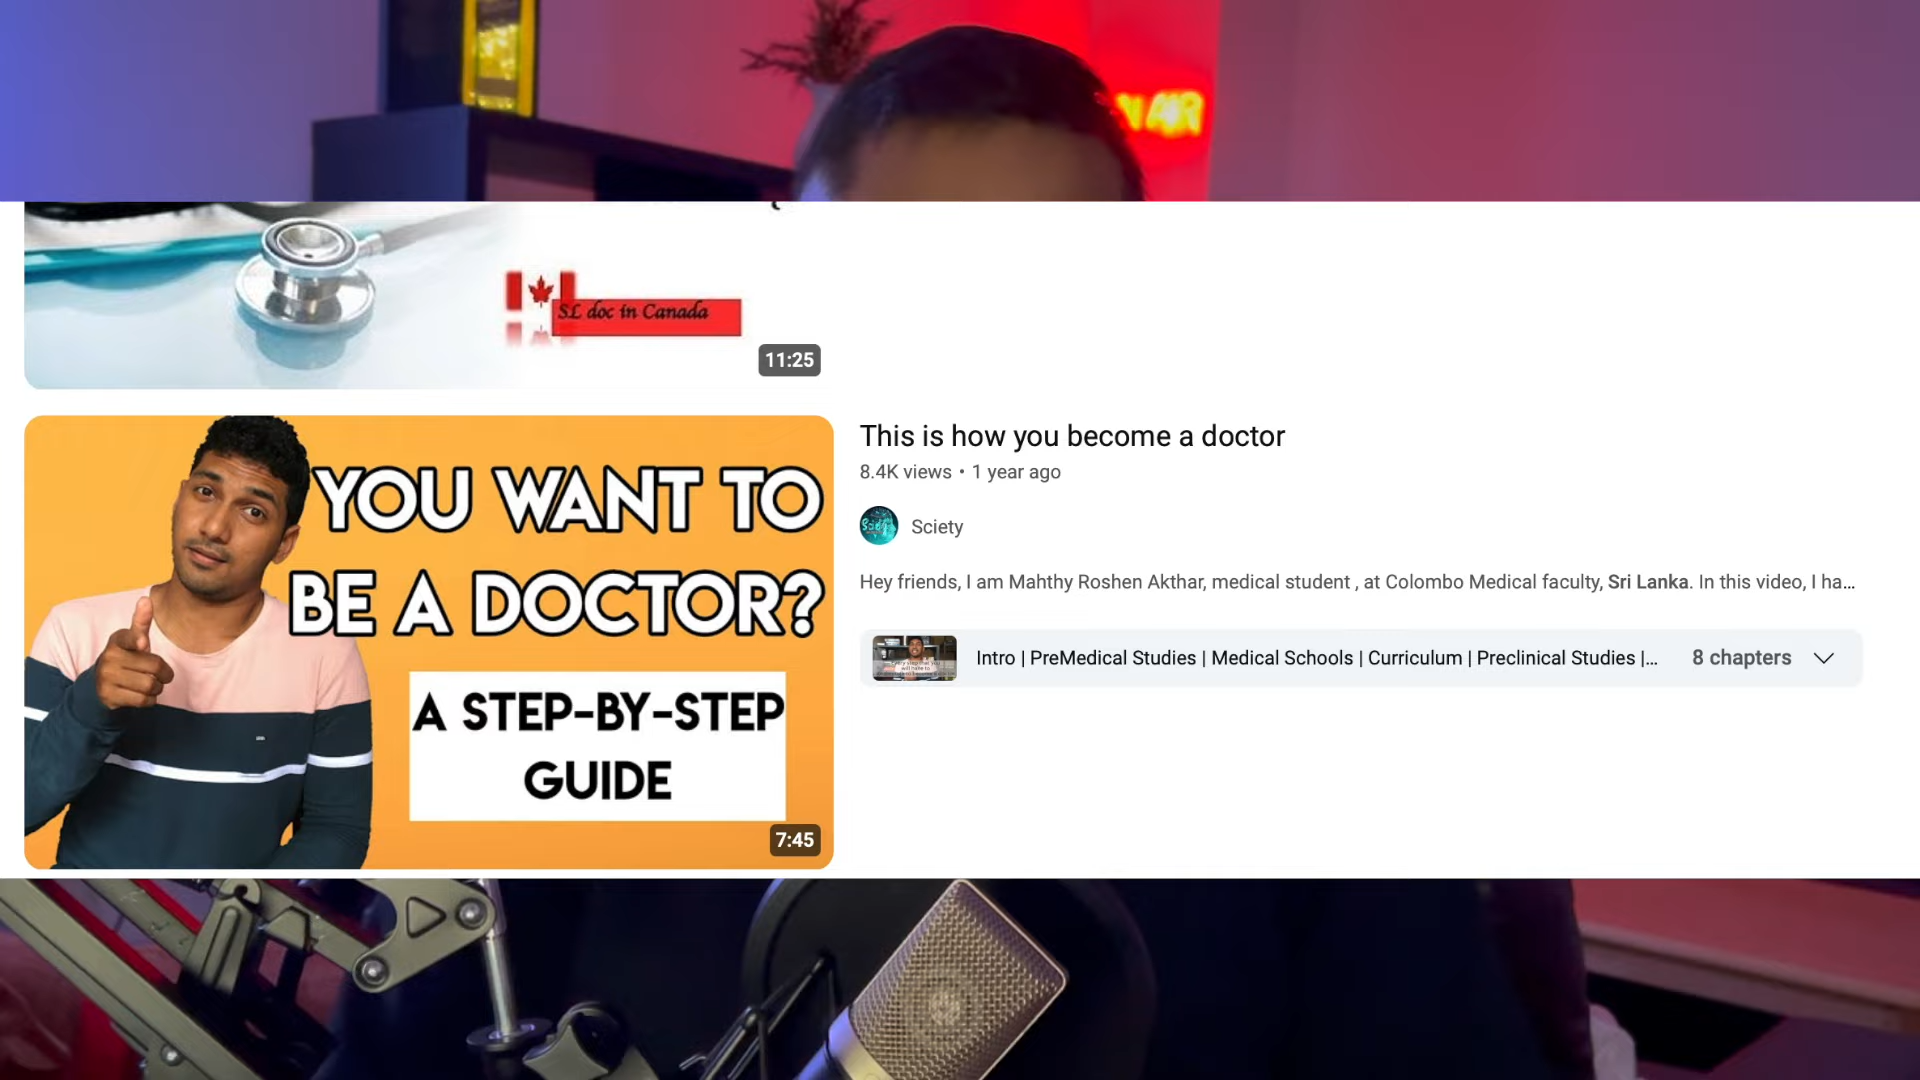 N AIR
SL doc in Canada
11:25
YOU WANT TO
BE A DOCTOR?
A STEP-BY-STEP
GUIDE
7:45
This is how you become a doctor
8.4K views • 1 year ago
Sciety
Hey friends, I am Mahthy Roshen Akthar, medical student , at Colombo Medical faculty, Sri Lanka. In this video, I ha...
Intro | PreMedical Studies | Medical Schools | Curriculum | Preclinical Studies |...
8 chapters